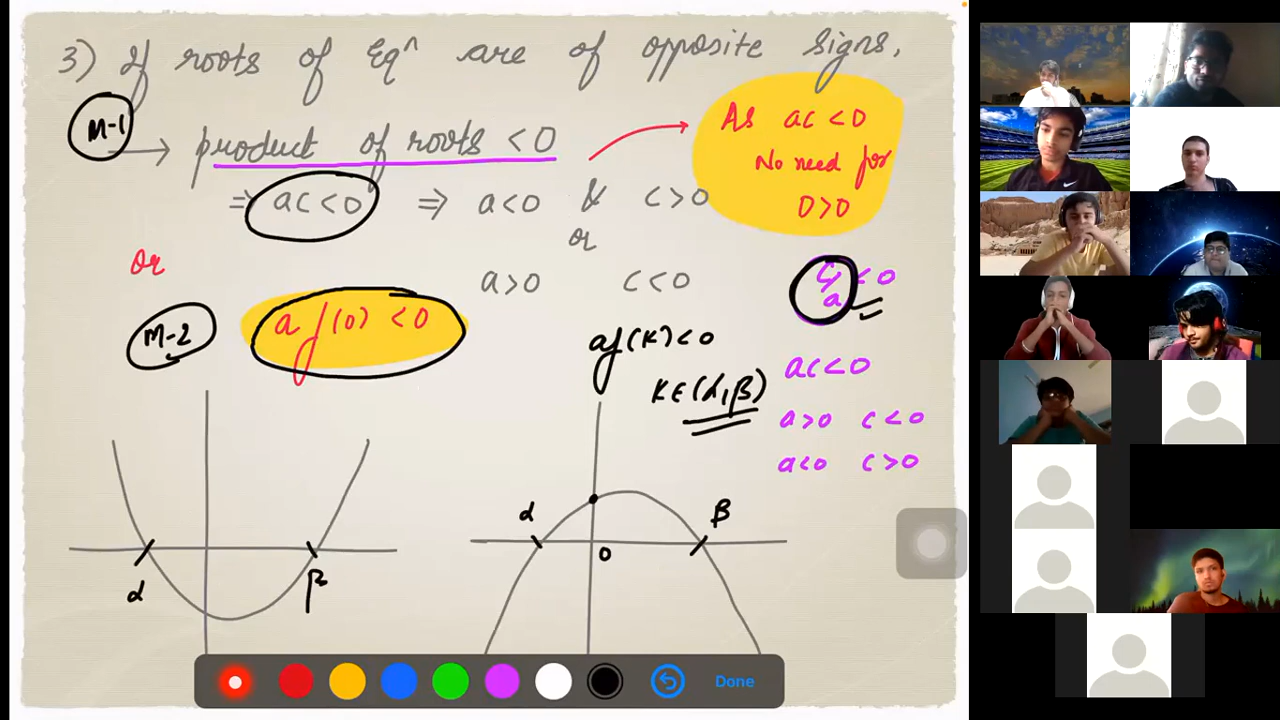 3) If roots of Eqⁿ are of opposite signs.
M-1
→ product of roots < 0
⇒ ac < 0 ⇒ a < 0 & c > 0
or
a > 0 c < 0
As ac < 0
No need for
D > 0
or
M-2
a f(0) < 0
c/a < 0
af(K) < 0
K ∈ (α, β)
ac < 0
a > 0 c < 0
a < 0 c > 0
α
β
α
β
0
Done